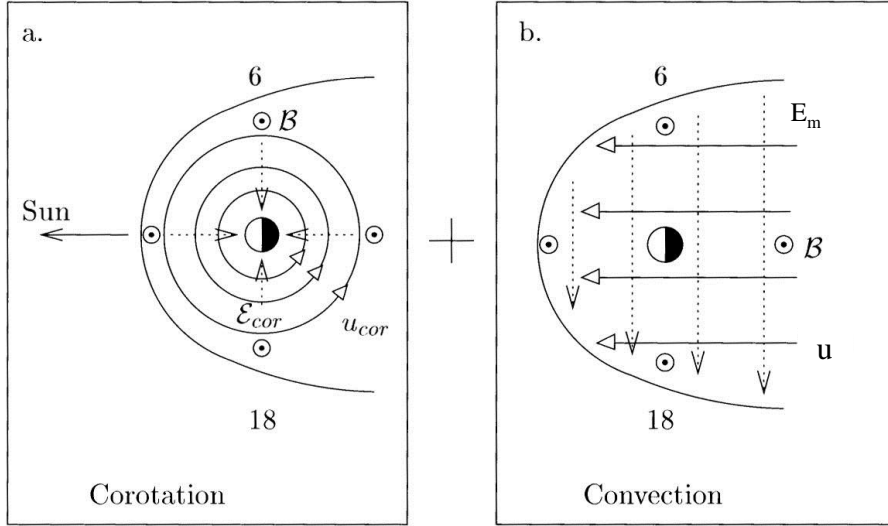 a.
6
B
Sun
E_cor
u_cor
18
Corotation
+
b.
6
E_m
B
u
18
Convection